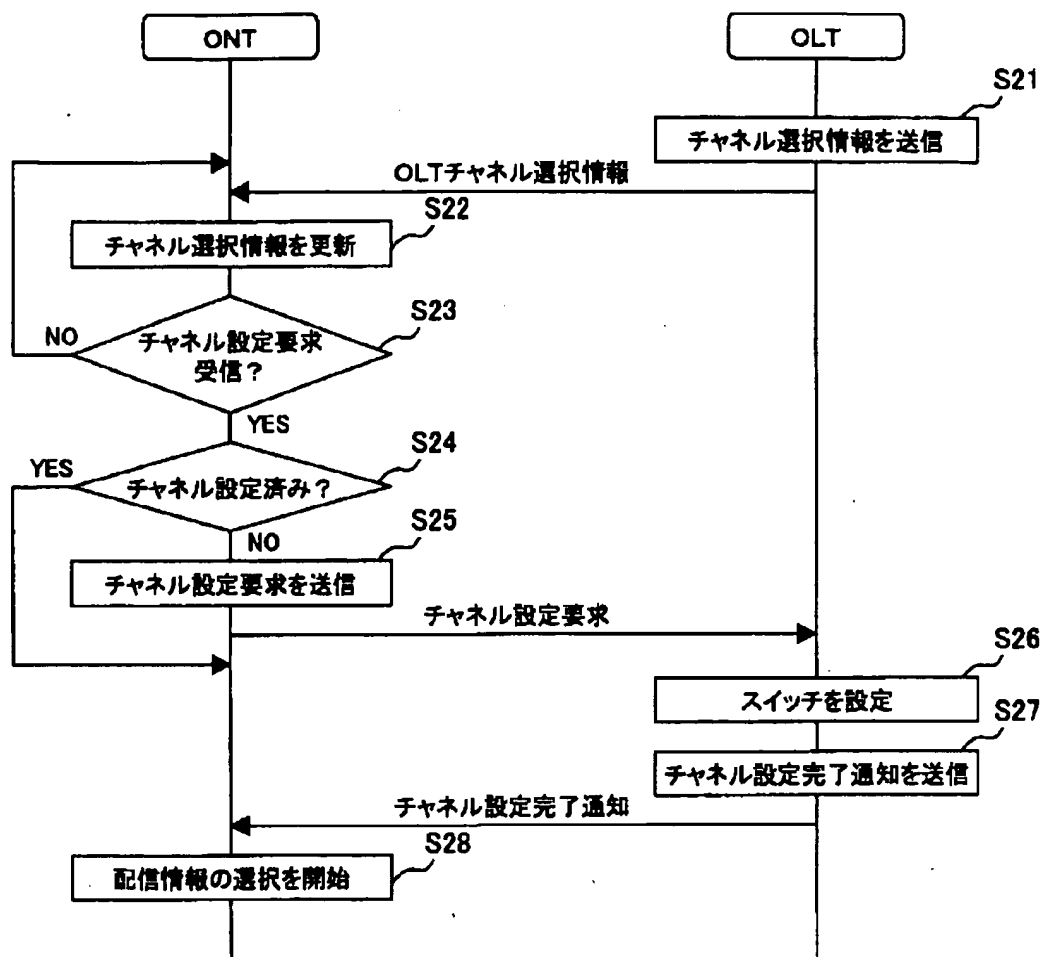 ONT
OLT
S21
チャネル選択情報を送信
OLTチャネル選択情報
S22
チャネル選択情報を更新
S23
NO
チャネル設定要求
受信？
YES
S24
YES
チャネル設定済み？
NO
S25
チャネル設定要求を送信
チャネル設定要求
S26
スイッチを設定
S27
チャネル設定完了通知を送信
チャネル設定完了通知
S28
配信情報の選択を開始